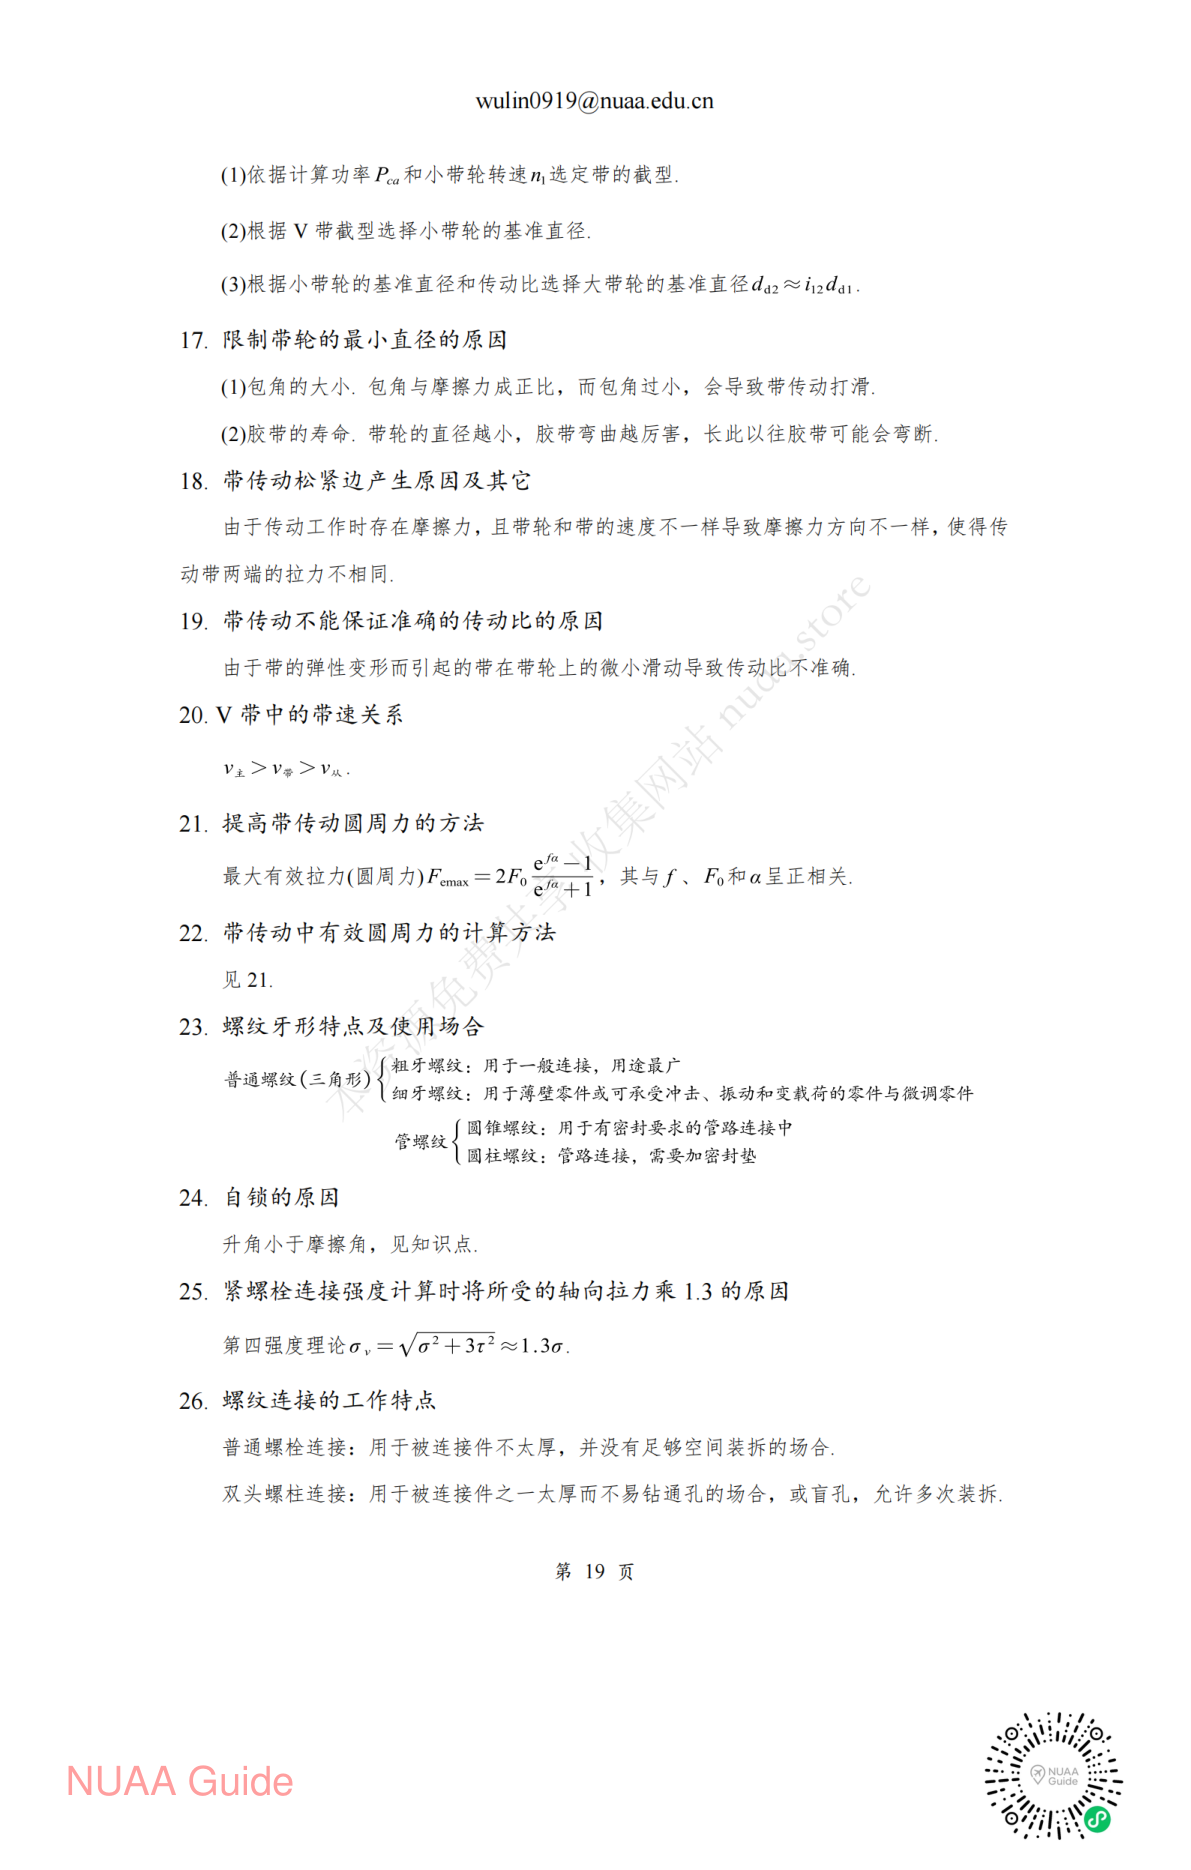 wulin0919@nuaa.edu.cn
(1)依据计算功率P_ca和小带轮转速n_1选定带的截型.
(2)根据 V 带截型选择小带轮的基准直径.
(3)根据小带轮的基准直径和传动比选择大带轮的基准直径d_d2≈i_12d_d1.
17. 限制带轮的最小直径的原因
(1)包角的大小. 包角与摩擦力成正比，而包角过小，会导致带传动打滑.
(2)胶带的寿命. 带轮的直径越小，胶带弯曲越厉害，长此以往胶带可能会弯断.
18. 带传动松紧边产生原因及其它
由于传动工作时存在摩擦力，且带轮和带的速度不一样导致摩擦力方向不一样，使得传
动带两端的拉力不相同.
19. 带传动不能保证准确的传动比的原因
由于带的弹性变形而引起的带在带轮上的微小滑动导致传动比不准确.
20. V 带中的带速关系
v_主>v_带>v_从.
21. 提高带传动圆周力的方法
最大有效拉力(圆周力)F_emax=2F_0 (e^{fα}-1)/(e^{fα}+1)，其与f、F_0和α呈正相关.
22. 带传动中有效圆周力的计算方法
见 21.
23. 螺纹牙形特点及使用场合
普通螺纹(三角形){粗牙螺纹：用于一般连接，用途最广
细牙螺纹：用于薄壁零件或可承受冲击、振动和变载荷的零件与微调零件
管螺纹{圆锥螺纹：用于有密封要求的管路连接中
圆柱螺纹：管路连接，需要加密封垫
24. 自锁的原因
升角小于摩擦角，见知识点.
25. 紧螺栓连接强度计算时将所受的轴向拉力乘 1.3 的原因
第四强度理论σ_v=√(σ²+3τ²)≈1.3σ.
26. 螺纹连接的工作特点
普通螺栓连接：用于被连接件不太厚，并没有足够空间装拆的场合.
双头螺柱连接：用于被连接件之一太厚而不易钻通孔的场合，或盲孔，允许多次装拆.
第 19 页
本资源免费共享 收集网站 nuaa.store
NUAA Guide
NUAA
Guide